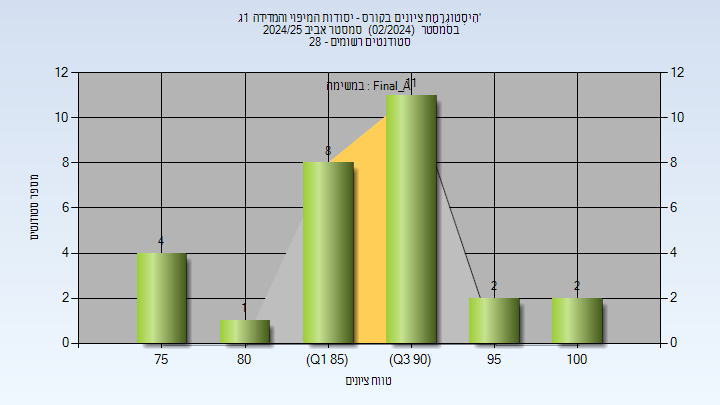 היסטוגרמת ציונים בקורס - יסודות המיפוי והמדידה 1ג'
בסמסטר (02/2024) סמסטר אביב 2024/25
סטודנטים רשומים - 28
במשימה : Final_A
12 12
10 10
8 8
6 6
4 4
2 2
0 0
4 1 8 11 2 2
מספר סטודנטים
75 80 (Q1 85) (Q3 90) 95 100
טווח ציונים